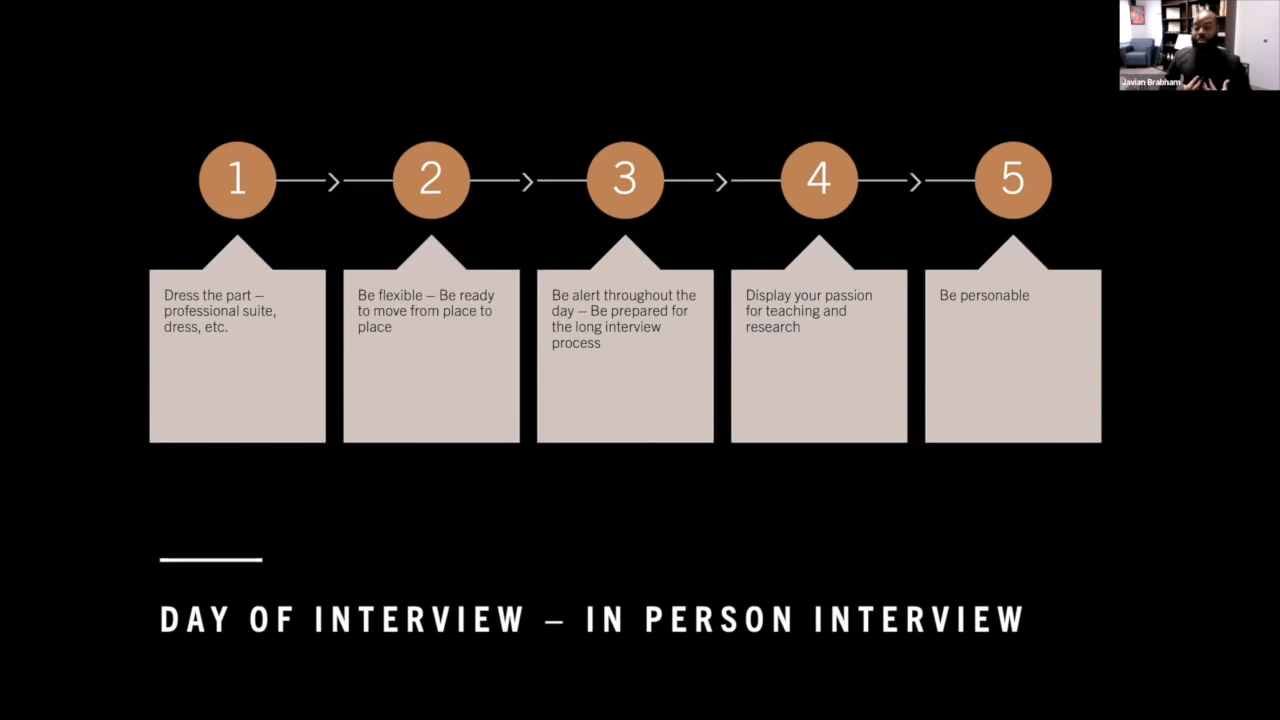 Javian Brabham
1
2
3
4
5
Dress the part –
professional suite,
dress, etc.
Be flexible – Be ready
to move from place to
place
Be alert throughout the
day – Be prepared for
the long interview
process
Display your passion
for teaching and
research
Be personable
DAY OF INTERVIEW – IN PERSON INTERVIEW